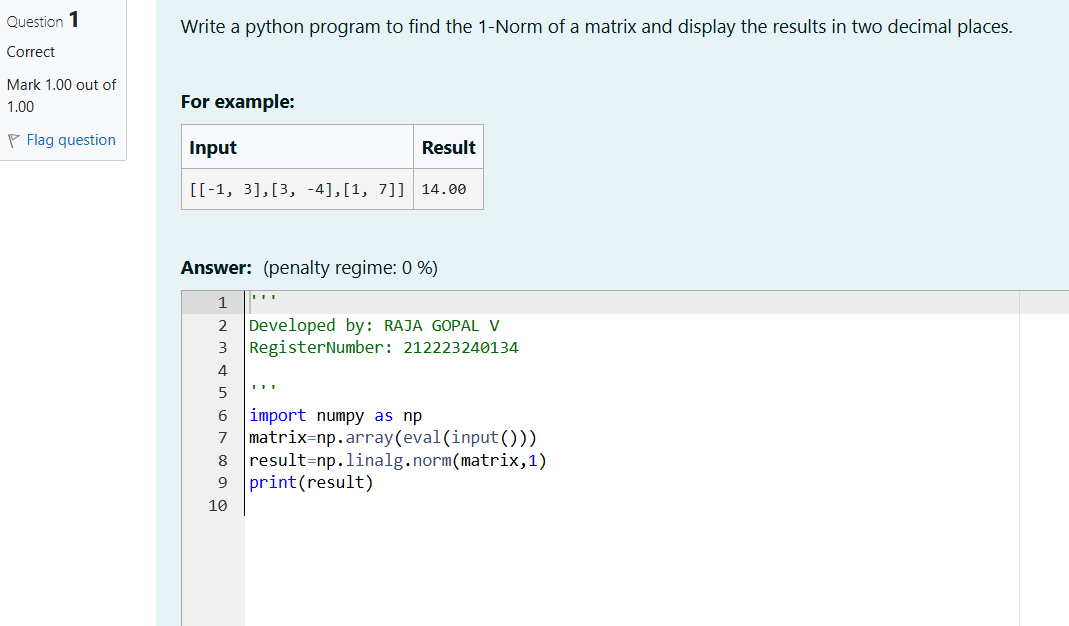 Question 1
Correct
Mark 1.00 out of
1.00
Flag question
Write a python program to find the 1-Norm of a matrix and display the results in two decimal places.
For example:
Input Result
[[-1, 3],[3, -4],[1, 7]] 14.00
Answer: (penalty regime: 0 %)
1 '''
2 Developed by: RAJA GOPAL V
3 RegisterNumber: 212223240134
4
5 '''
6 import numpy as np
7 matrix=np.array(eval(input()))
8 result=np.linalg.norm(matrix,1)
9 print(result)
10